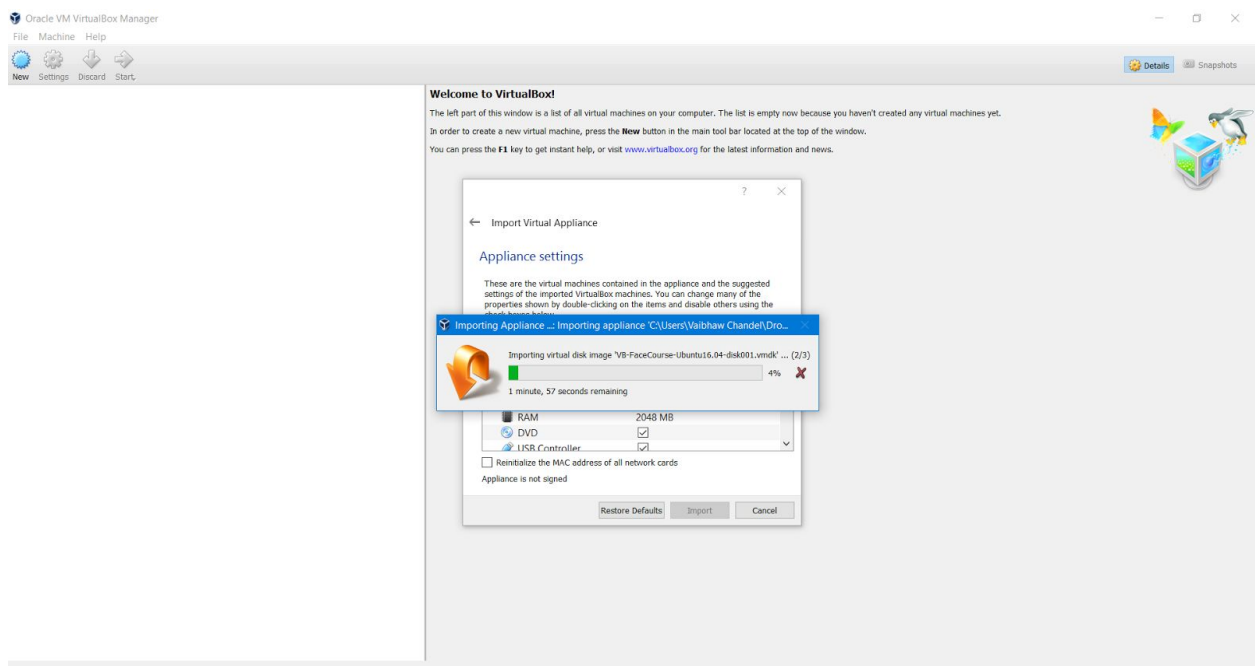 Oracle VM VirtualBox Manager
File Machine Help
New Settings Discard Start
Details Snapshots
Welcome to VirtualBox!
The left part of this window is a list of all virtual machines on your computer. The list is empty now because you haven't created any virtual machines yet.
In order to create a new virtual machine, press the New button in the main tool bar located at the top of the window.
You can press the F1 key to get instant help, or visit www.virtualbox.org for the latest information and news.
?
Import Virtual Appliance
Appliance settings
These are the virtual machines contained in the appliance and the suggested
settings of the imported VirtualBox machines. You can change many of the
properties shown by double-clicking on the items and disable others using the
check boxes below.
Importing Appliance ...: Importing appliance 'C:\Users\Vaibhaw Chandel\Dro...
Importing virtual disk image 'VB-FaceCourse-Ubuntu16.04-disk001.vmdk' ... (2/3)
4%
1 minute, 57 seconds remaining
RAM 2048 MB
DVD
USB Controller
Reinitialize the MAC address of all network cards
Appliance is not signed
Restore Defaults Import Cancel